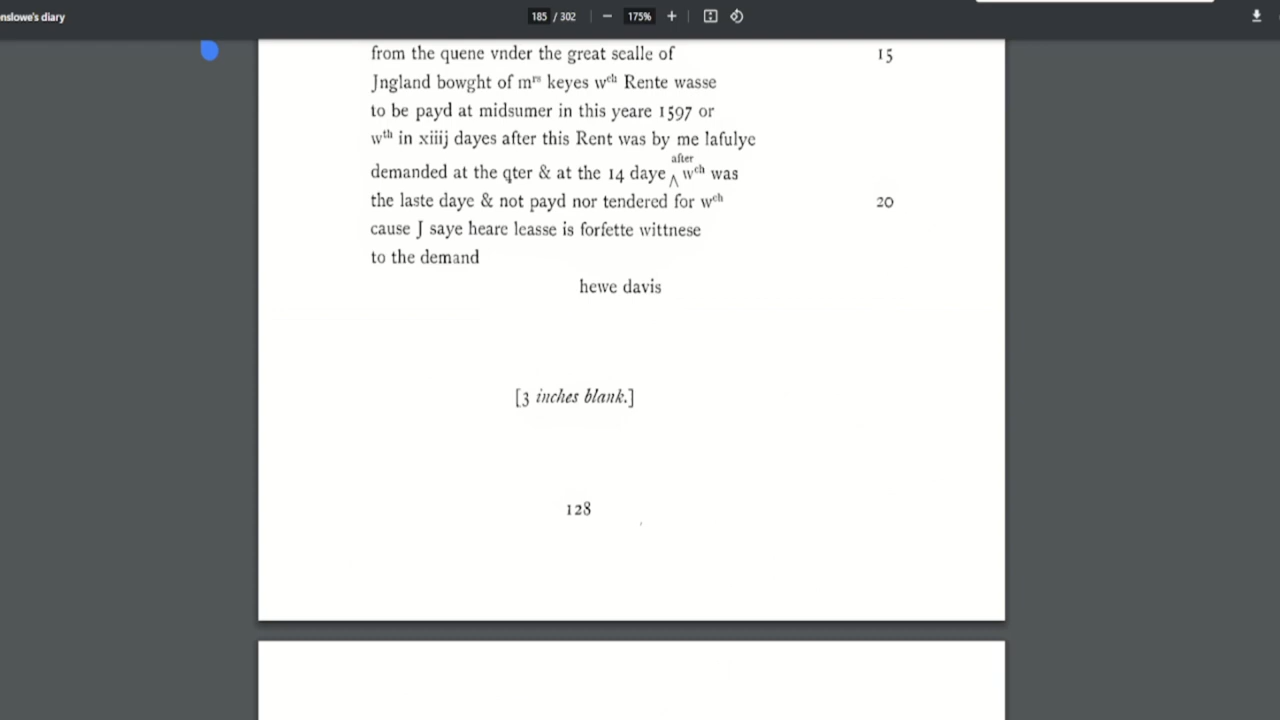 enslowe's diary
185 / 302
175%
from the quene vnder the great sealle of 15
Jngland bowght of mrs keyes wch Rente wasse
to be payd at midsumer in this yeare 1597 or
wth in xiiij dayes after this Rent was by me lafulye
demanded at the qter & at the 14 daye ^after wch was
the laste daye & not payd nor tendered for wch 20
cause J saye heare leasse is forfette wittnese
to the demand
hewe davis
[3 inches blank.]
128